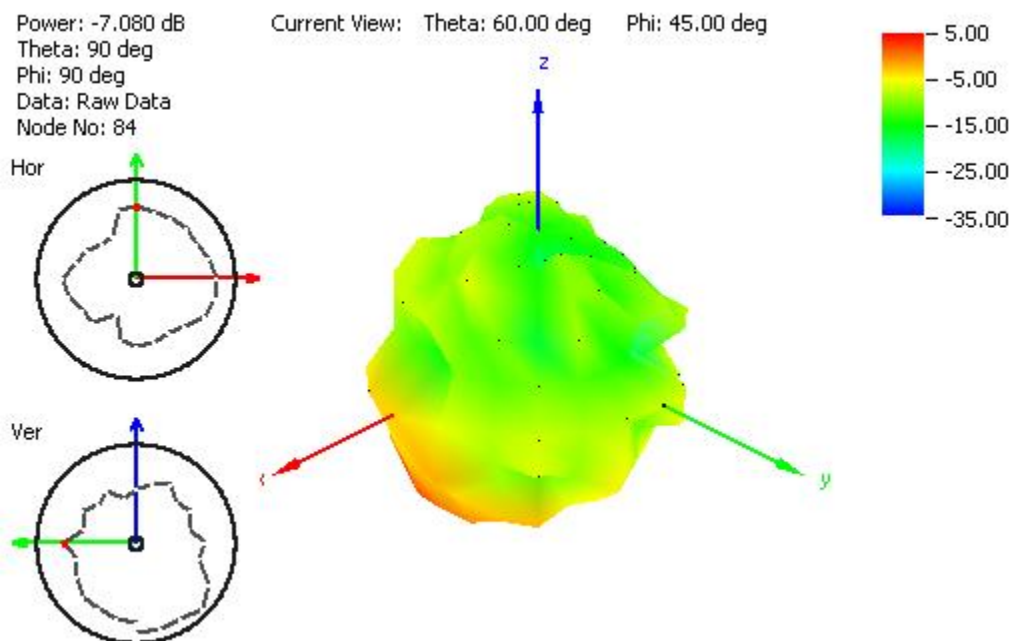 Power: -7.080 dB
Theta: 90 deg
Phi: 90 deg
Data: Raw Data
Node No: 84
Current View: Theta: 60.00 deg Phi: 45.00 deg
5.00
-5.00
-15.00
-25.00
-35.00
Hor
Ver
z
y